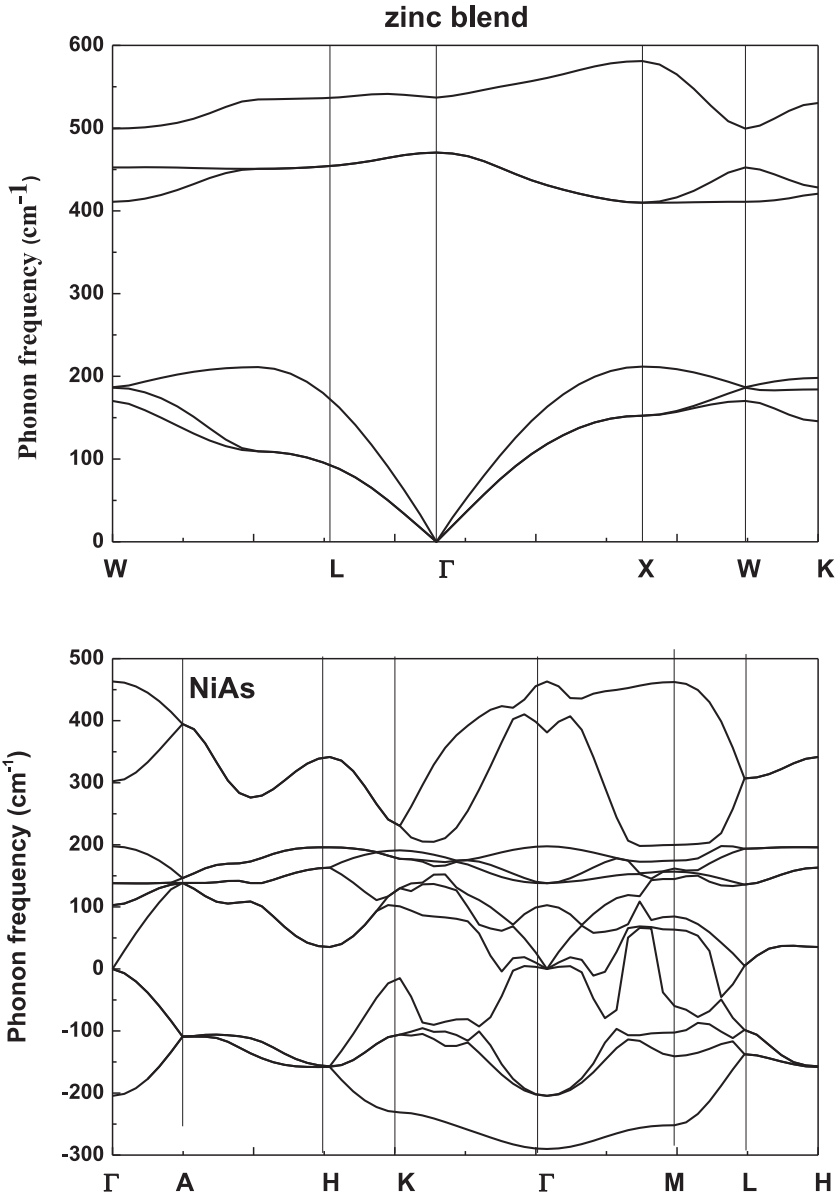 zinc blend
600
500
400
300
200
100
0
Phonon frequency (cm⁻¹)
W L Γ X W K
NiAs
500
400
300
200
100
0
-100
-200
-300
Phonon frequency (cm⁻¹)
Γ A H K Γ M L H